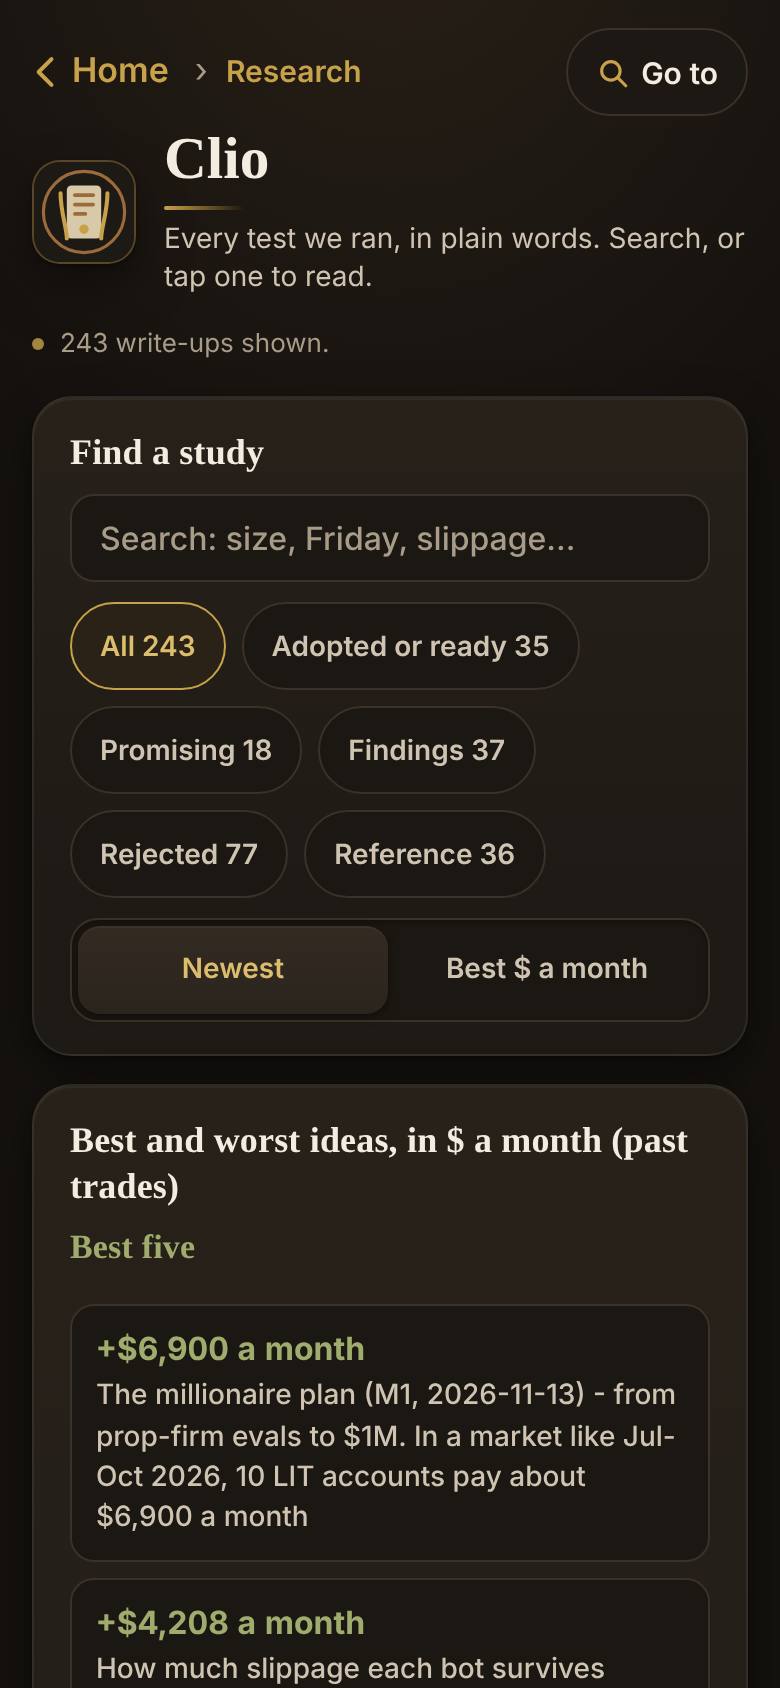 Home › Research
Go to
Clio
Every test we ran, in plain words. Search, or
tap one to read.
243 write-ups shown.
Find a study
Search: size, Friday, slippage...
All 243
Adopted or ready 35
Promising 18
Findings 37
Rejected 77
Reference 36
Newest
Best $ a month
Best and worst ideas, in $ a month (past
trades)
Best five
+$6,900 a month
The millionaire plan (M1, 2026-11-13) - from
prop-firm evals to $1M. In a market like Jul-
Oct 2026, 10 LIT accounts pay about
$6,900 a month
+$4,208 a month
How much slippage each bot survives